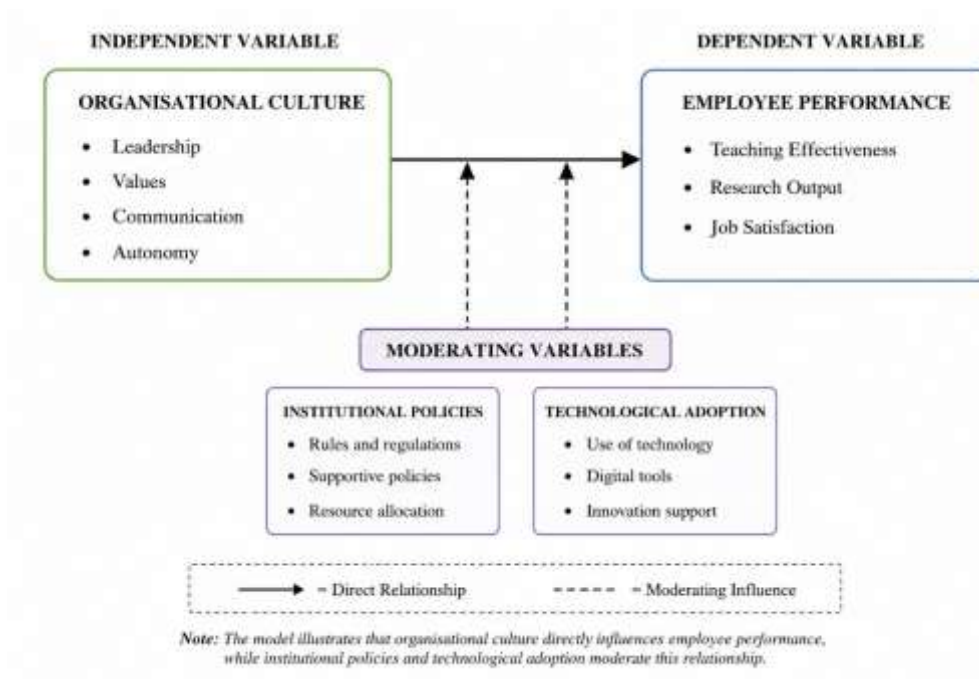 INDEPENDENT VARIABLE
ORGANISATIONAL CULTURE
• Leadership
• Values
• Communication
• Autonomy
DEPENDENT VARIABLE
EMPLOYEE PERFORMANCE
• Teaching Effectiveness
• Research Output
• Job Satisfaction
MODERATING VARIABLES
INSTITUTIONAL POLICIES
• Rules and regulations
• Supportive policies
• Resource allocation
TECHNOLOGICAL ADOPTION
• Use of technology
• Digital tools
• Innovation support
= Direct Relationship
= Moderating Influence
Note: The model illustrates that organisational culture directly influences employee performance,
while institutional policies and technological adoption moderate this relationship.